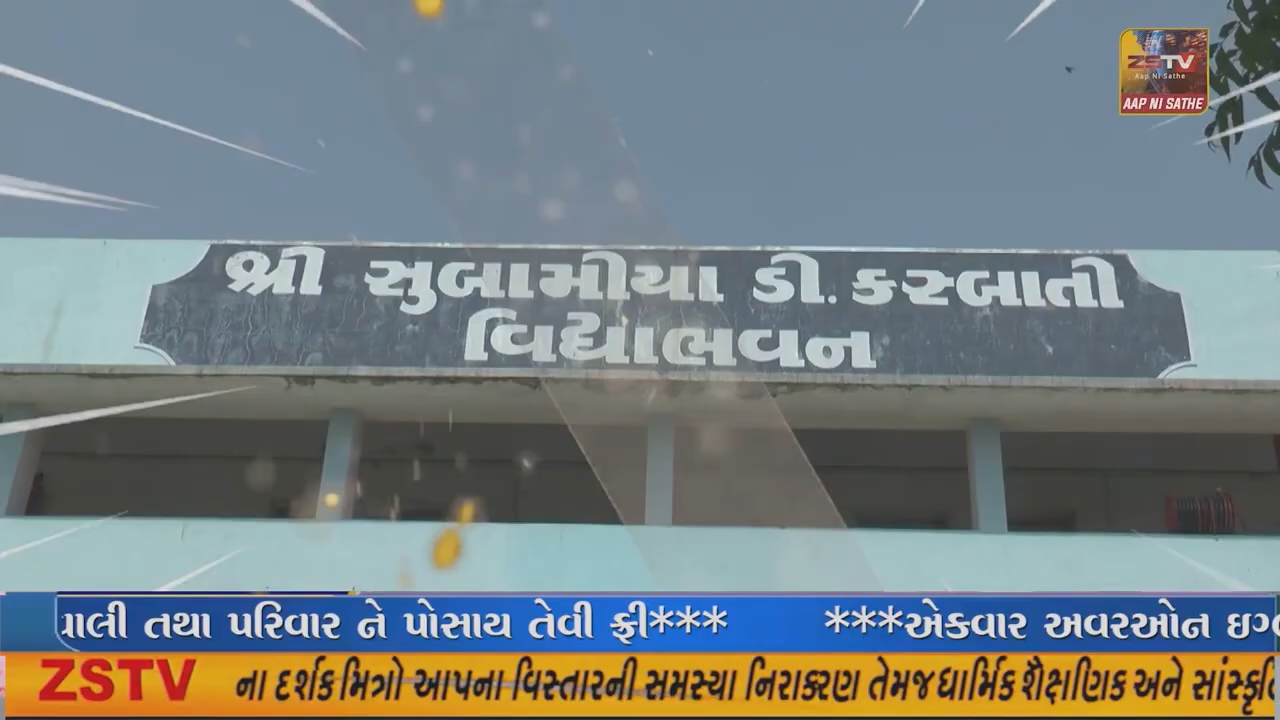 ZSTV
Aap Ni Sathe
AAP NI SATHE
શ્રી સુબામીયા ડી. કરબાતી
વિદ્યાભવન
તથા પરિવાર ને પોસાય તેવી ફ્રી*** ***એકવાર અવરઓન
ZSTV ના દર્શક મિત્રો આપના વિસ્તારની સમસ્યા નિરાકરણ તેમજ ધાર્મિક શૈક્ષણિક અને